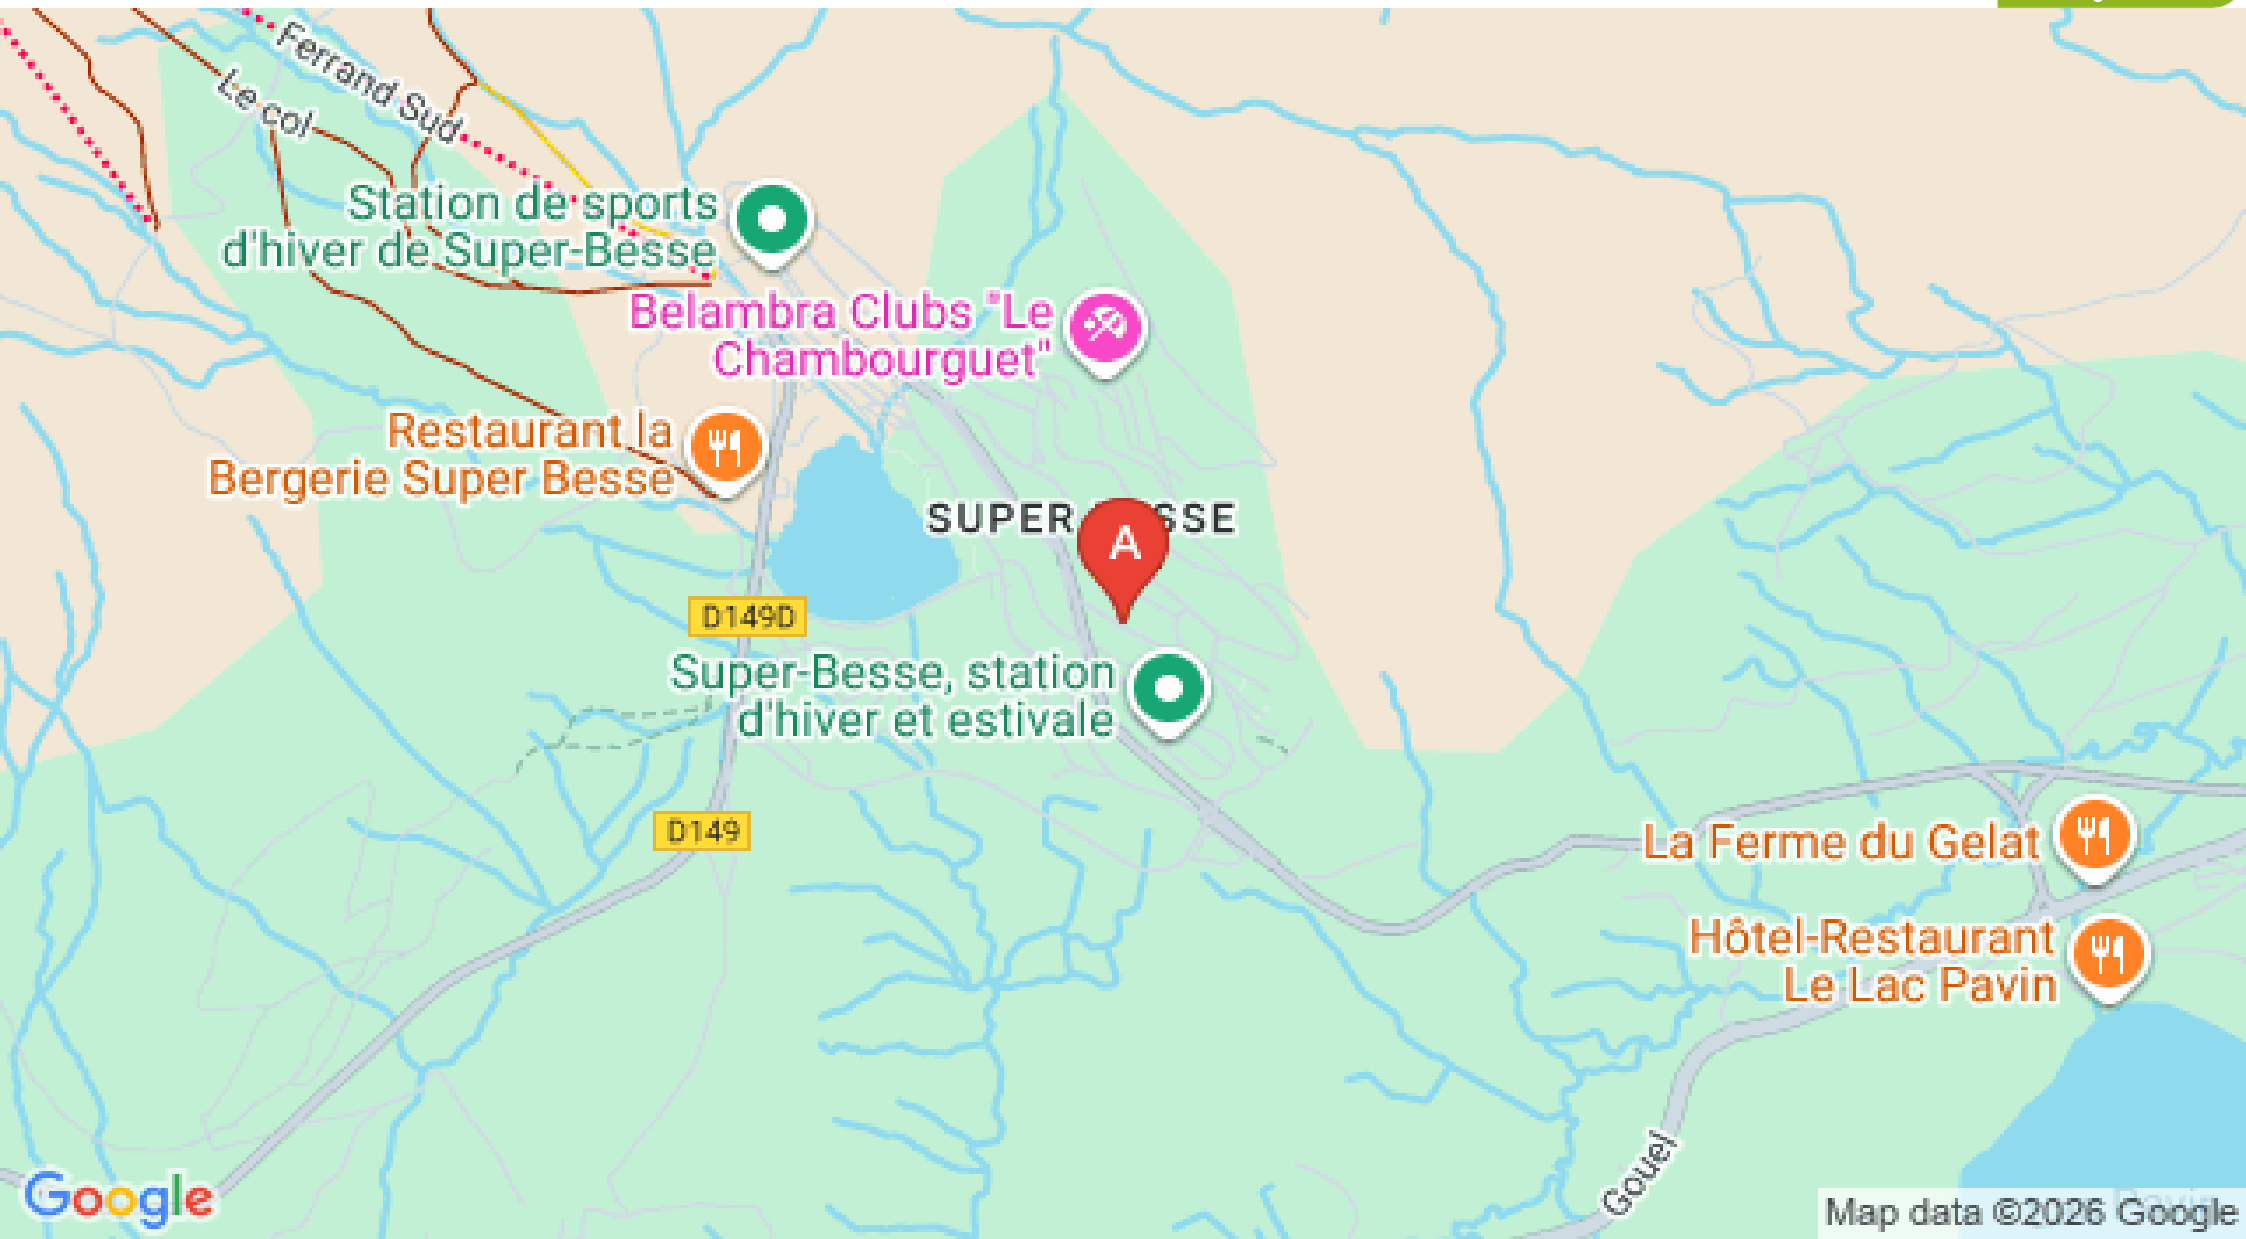 Ferrand Sud
Le col
Station de sports
d'hiver de Super-Besse
Belambra Clubs "Le
Chambourguet"
Restaurant la
Bergerie Super Besse
SUPER
SSE
A
D149D
Super-Besse, station
d'hiver et estivale
D149
La Ferme du Gelat
Hôtel-Restaurant
Le Lac Pavin
Gouel
Google
Map data ©2026 Google